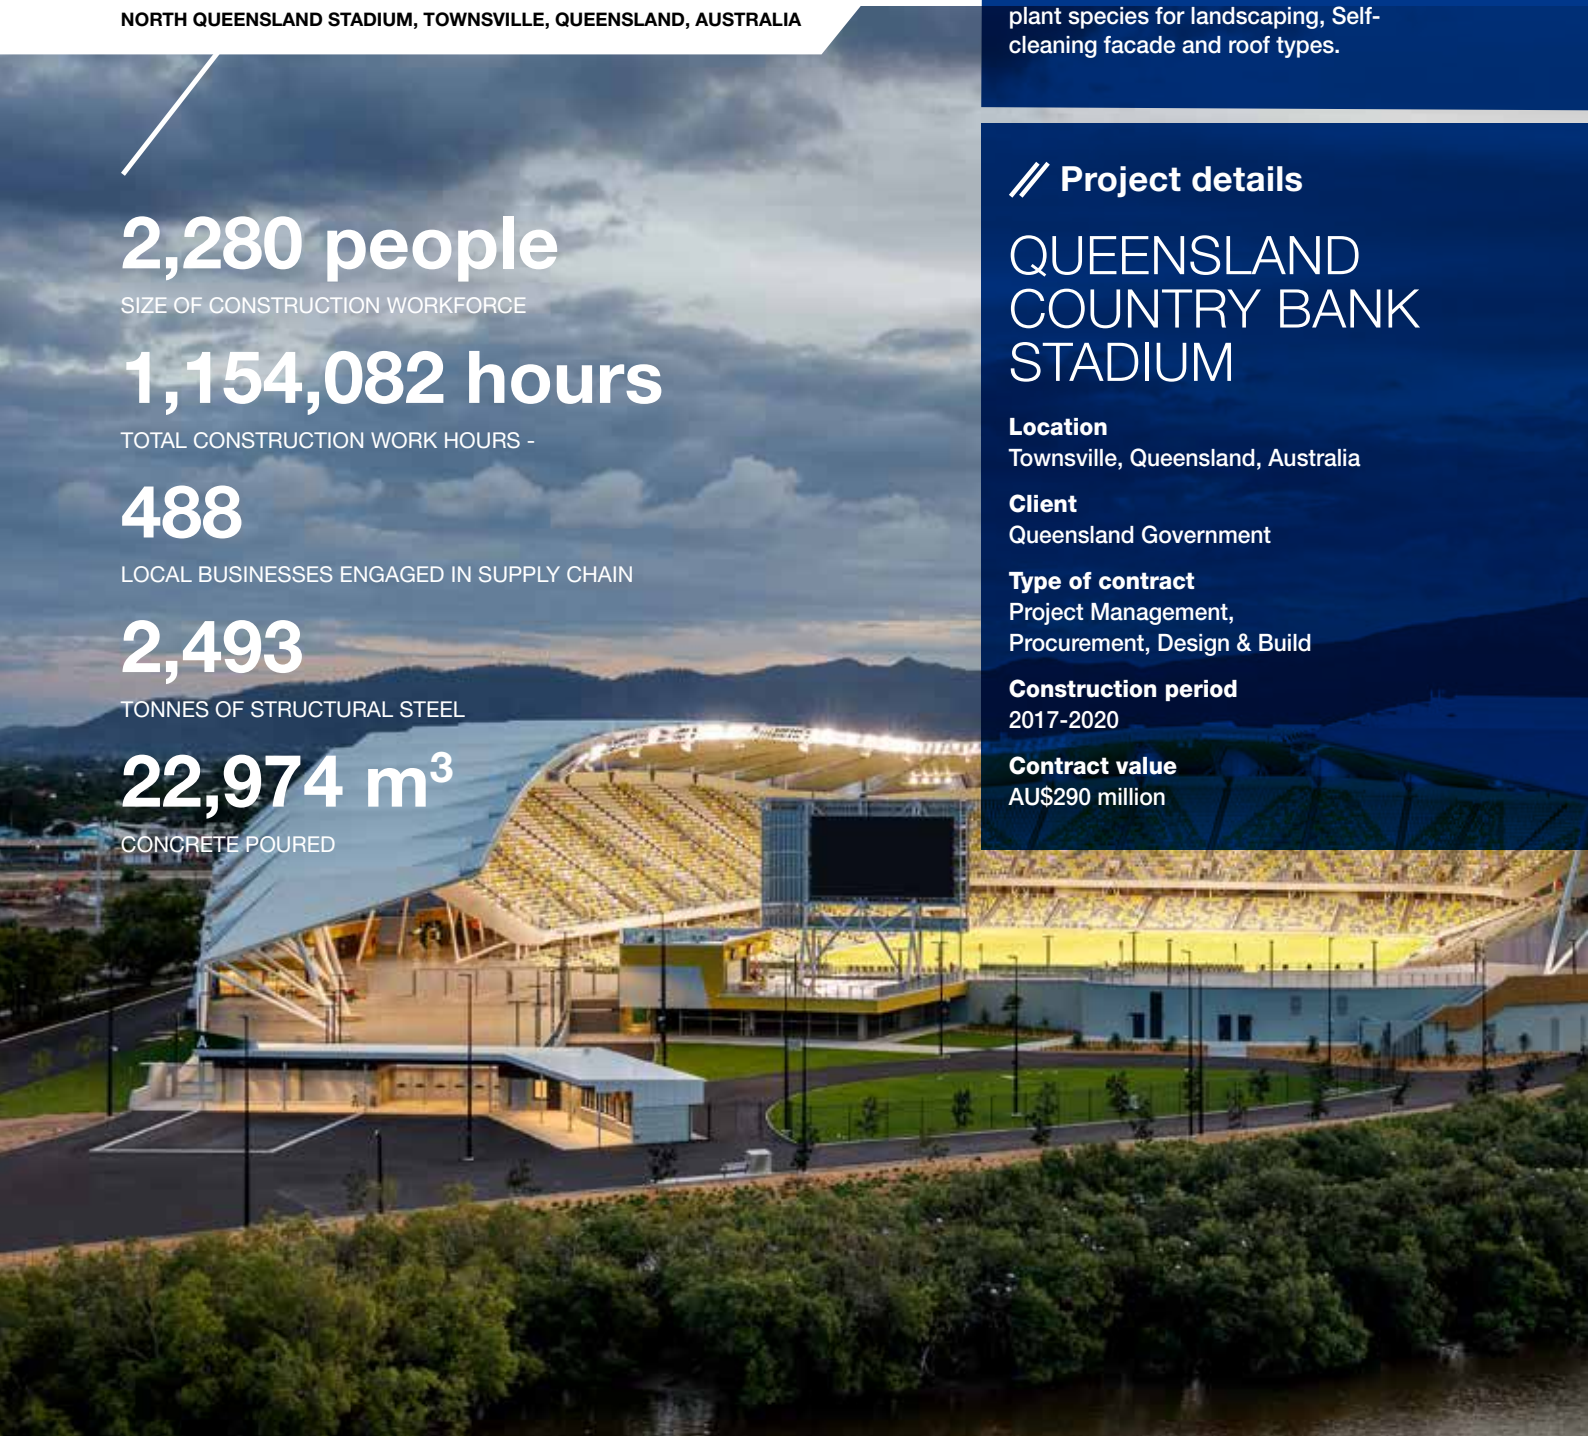 NORTH QUEENSLAND STADIUM, TOWNSVILLE, QUEENSLAND, AUSTRALIA
2,280 people
SIZE OF CONSTRUCTION WORKFORCE
1,154,082 hours
TOTAL CONSTRUCTION WORK HOURS -
488
LOCAL BUSINESSES ENGAGED IN SUPPLY CHAIN
2,493
TONNES OF STRUCTURAL STEEL
22,974 m³
CONCRETE POURED
plant species for landscaping, Self-
cleaning facade and roof types.
// Project details
QUEENSLAND
COUNTRY BANK
STADIUM
Location
Townsville, Queensland, Australia
Client
Queensland Government
Type of contract
Project Management,
Procurement, Design & Build
Construction period
2017-2020
Contract value
AU$290 million
A